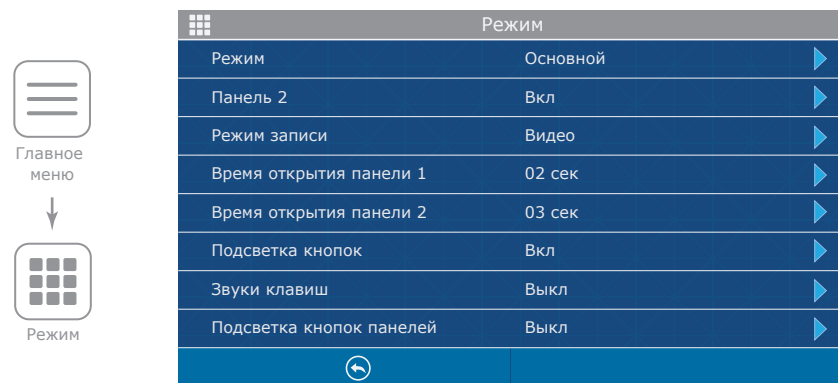 Главное
меню
Режим
Режим
Режим Основной
Панель 2 Вкл
Режим записи Видео
Время открытия панели 1 02 сек
Время открытия панели 2 03 сек
Подсветка кнопок Вкл
Звуки клавиш Выкл
Подсветка кнопок панелей Выкл